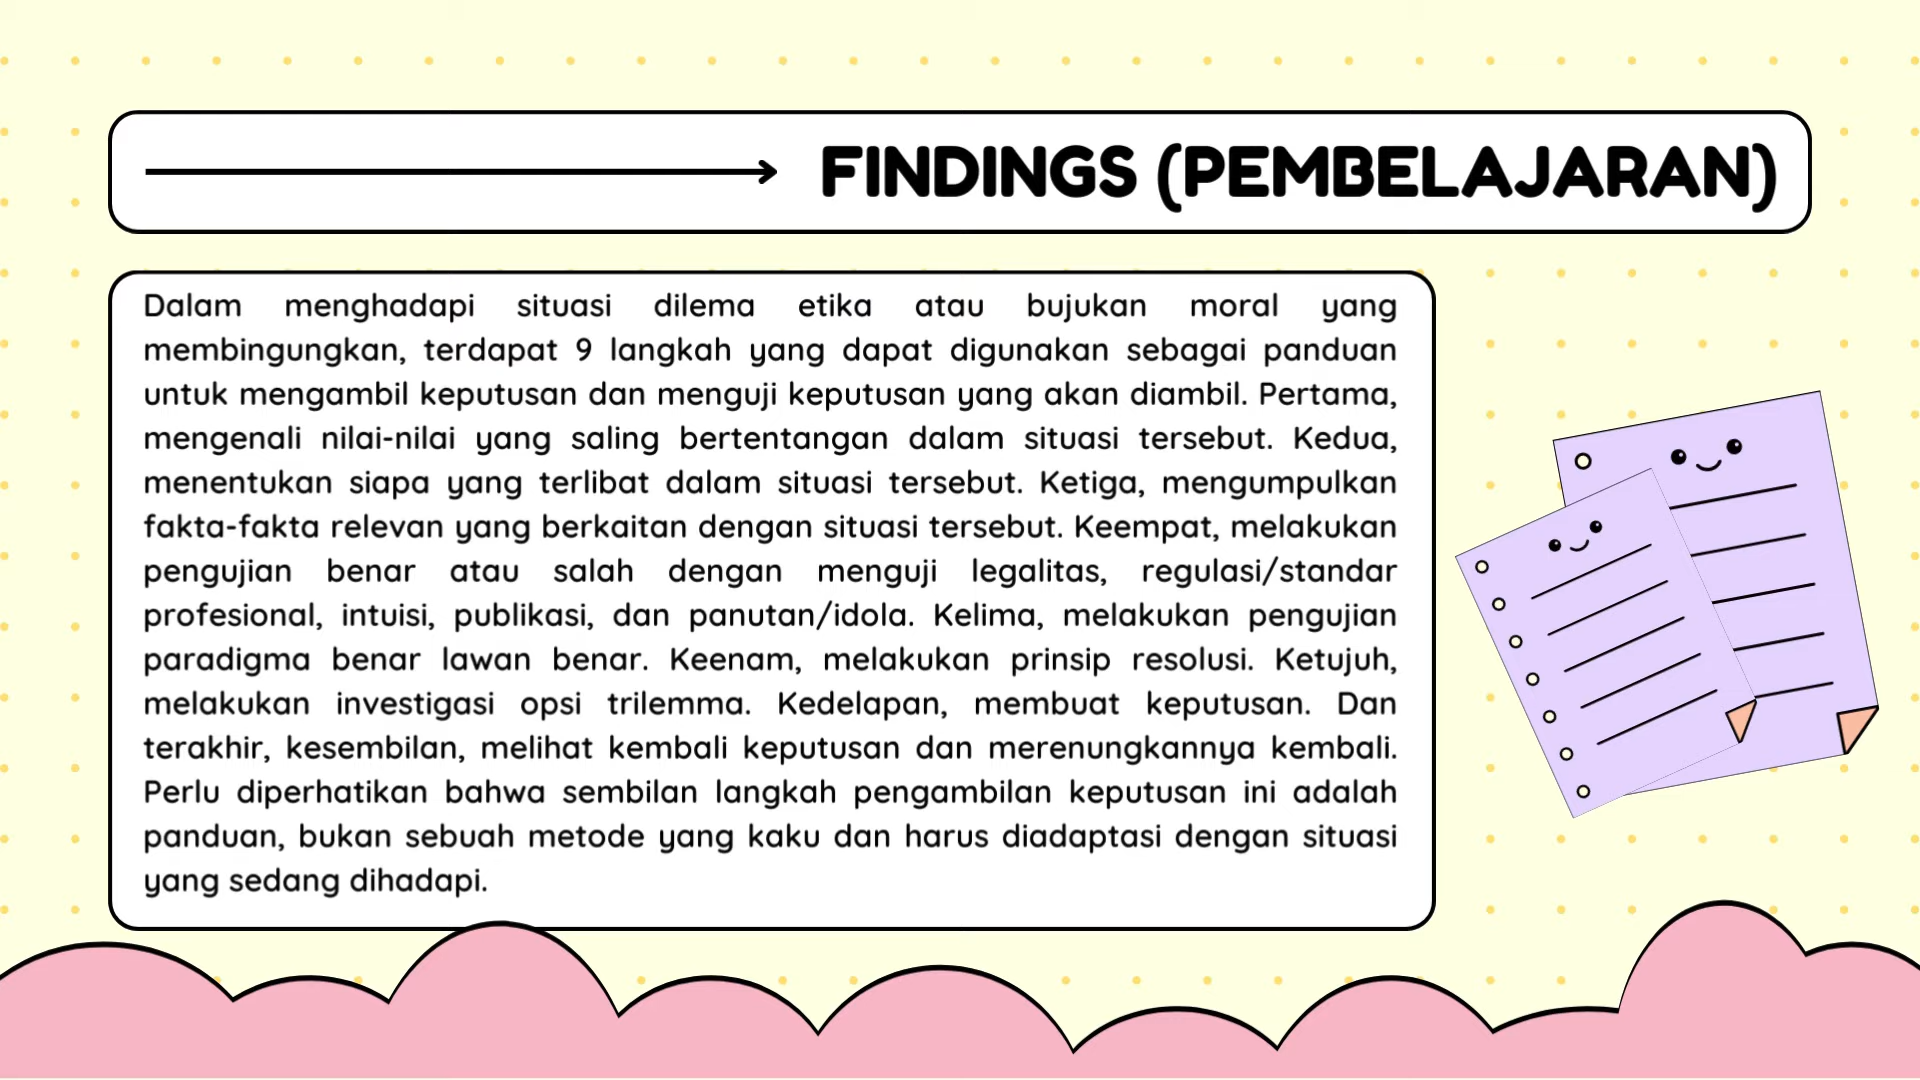 FINDINGS (PEMBELAJARAN)
Dalam menghadapi situasi dilema etika atau bujukan moral yang
membingungkan, terdapat 9 langkah yang dapat digunakan sebagai panduan
untuk mengambil keputusan dan menguji keputusan yang akan diambil. Pertama,
mengenali nilai-nilai yang saling bertentangan dalam situasi tersebut. Kedua,
menentukan siapa yang terlibat dalam situasi tersebut. Ketiga, mengumpulkan
fakta-fakta relevan yang berkaitan dengan situasi tersebut. Keempat, melakukan
pengujian benar atau salah dengan menguji legalitas, regulasi/standar
profesional, intuisi, publikasi, dan panutan/idola. Kelima, melakukan pengujian
paradigma benar lawan benar. Keenam, melakukan prinsip resolusi. Ketujuh,
melakukan investigasi opsi trilemma. Kedelapan, membuat keputusan. Dan
terakhir, kesembilan, melihat kembali keputusan dan merenungkannya kembali.
Perlu diperhatikan bahwa sembilan langkah pengambilan keputusan ini adalah
panduan, bukan sebuah metode yang kaku dan harus diadaptasi dengan situasi
yang sedang dihadapi.